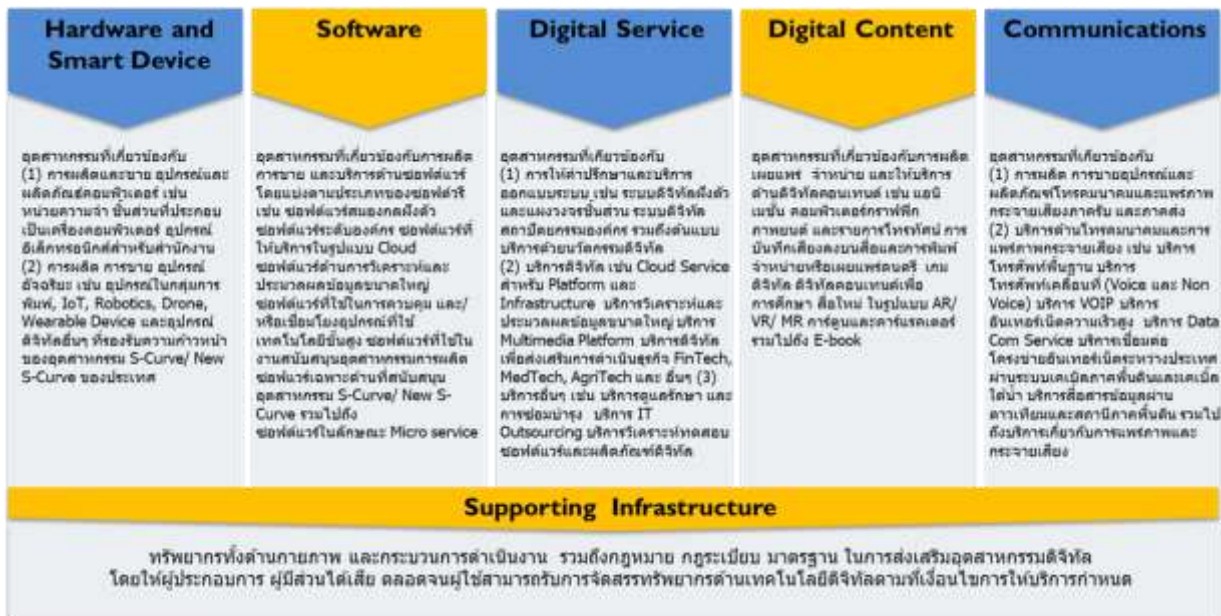 Hardware and
Smart Device
อุตสาหกรรมที่เกี่ยวข้องกับ
(1) การผลิตและขาย อุปกรณ์และ
ผลิตภัณฑ์คอมพิวเตอร์ เช่น
หน่วยความจำ ชิ้นส่วนที่ประกอบ
เป็นเครื่องคอมพิวเตอร์ อุปกรณ์
อิเล็กทรอนิกส์สำหรับสำนักงาน
(2) การผลิต การขาย อุปกรณ์
อัจฉริยะ เช่น อุปกรณ์ในกลุ่มการ
พิมพ์, IoT, Robotics, Drone,
Wearable Device และอุปกรณ์
ดิจิทัลอื่นๆ ที่รองรับความก้าวหน้า
ของอุตสาหกรรม S-Curve/ New
S-Curve ของประเทศ
Software
อุตสาหกรรมที่เกี่ยวข้องกับการผลิต
การขาย และบริการด้านซอฟต์แวร์
โดยแบ่งตามประเภทของซอฟต์แวร์
เช่น ซอฟต์แวร์สมองกลฝังตัว
ซอฟต์แวร์ระดับองค์กร ซอฟต์แวร์ที่
ให้บริการในรูปแบบ Cloud
ซอฟต์แวร์ด้านการวิเคราะห์และ
ประมวลผลข้อมูลขนาดใหญ่
ซอฟต์แวร์ที่ใช้ในการควบคุม และ/
หรือเชื่อมโยงอุปกรณ์ที่ใช้
เทคโนโลยีขั้นสูง ซอฟต์แวร์ที่ใช้ใน
งานสนับสนุนอุตสาหกรรมการผลิต
ซอฟแวร์เฉพาะด้านที่สนับสนุน
อุตสาหกรรม S-Curve/ New S-
Curve รวมไปถึง
ซอฟต์แวร์ในลักษณะ Micro service
Digital Service
อุตสาหกรรมที่เกี่ยวข้องกับ
(1) การให้คำปรึกษาและบริการ
ออกแบบระบบ เช่น ระบบดิจิทัลฝังตัว
และแผงวงจรชิ้นส่วน ระบบดิจิทัล
สถาปัตยกรรมองค์กร รวมถึงต้นแบบ
บริการด้วยนวัตกรรมดิจิทัล
(2) บริการดิจิทัล เช่น Cloud Service
สำหรับ Platform และ
Infrastructure บริการวิเคราะห์และ
ประมวลผลข้อมูลขนาดใหญ่ บริการ
Multimedia Platform บริการดิจิทัล
เพื่อส่งเสริมการดำเนินธุรกิจ FinTech,
MedTech, AgriTech และ อื่นๆ (3)
บริการอื่นๆ เช่น บริการดูแลรักษา และ
การซ่อมบำรุง บริการ IT
Outsourcing บริการวิเคราะห์ทดสอบ
ซอฟต์แวร์และผลิตภัณฑ์ดิจิทัล
Digital Content
อุตสาหกรรมที่เกี่ยวข้องกับการผลิต
เผยแพร่ จำหน่าย และให้บริการ
ด้านดิจิทัลคอนเทนต์ เช่น แอนิ
เมชั่น คอมพิวเตอร์กราฟฟิก
ภาพยนต์ และรายการโทรทัศน์ การ
บันทึกเสียงลงบนสื่อและการพิมพ์
จำหน่ายหรือเผยแพร่ดนตรี เกม
ดิจิทัล ดิจิทัลคอนเทนต์เพื่อ
การศึกษา สื่อใหม่ ในรูปแบบ AR/
VR/ MR การ์ตูนและคาร์แรคเตอร์
รวมไปถึง E-book
Communications
อุตสาหกรรมที่เกี่ยวข้องกับ
(1) การผลิต การขายอุปกรณ์และ
ผลิตภัณฑ์โทรคมนาคมและแพร่ภาพ
กระจายเสียงภาครับ และภาคส่ง
(2) บริการด้านโทรคมนาคมและการ
แพร่ภาพกระจายเสียง เช่น บริการ
โทรศัพท์พื้นฐาน บริการ
โทรศัพท์เคลื่อนที่ (Voice และ Non
Voice) บริการ VOIP บริการ
อินเทอร์เน็ตความเร็วสูง บริการ Data
Com Service บริการเชื่อมต่อ
โครงข่ายอินเทอร์เน็ตระหว่างประเทศ
ผ่านระบบเคเบิลภาคพื้นดินและเคเบิ้ล
ใต้น้ำ บริการสื่อสารข้อมูลผ่าน
ดาวเทียมและสถานีภาคพื้นดิน รวมไป
ถึงบริการเกี่ยวกับการแพร่ภาพและ
กระจายเสียง
Supporting Infrastructure
ทรัพยากรทั้งด้านกายภาพ และกระบวนการดำเนินงาน รวมถึงกฎหมาย กฎระเบียบ มาตรฐาน ในการส่งเสริมอุตสาหกรรมดิจิทัล
โดยให้ผู้ประกอบการ ผู้มีส่วนได้เสีย ตลอดจนผู้ใช้สามารถรับการจัดสรรทรัพยากรด้านเทคโนโลยีดิจิทัลตามที่เงื่อนไขการให้บริการกำหนด